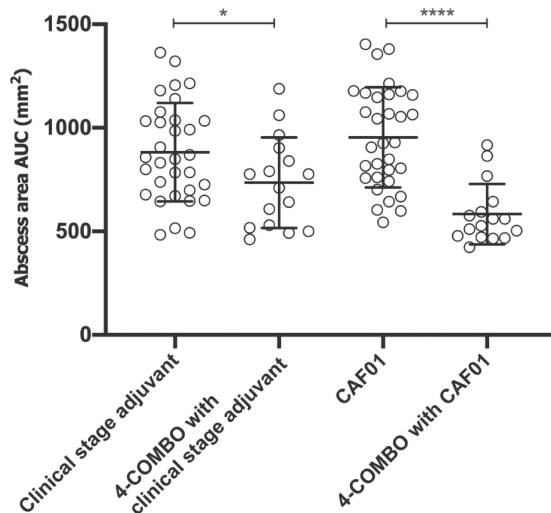 * ****
1500
1000
500
0
Abscess area AUC (mm²)
Clinical stage adjuvant
4-COMBO with
clinical stage adjuvant
CAF01
4-COMBO with CAF01